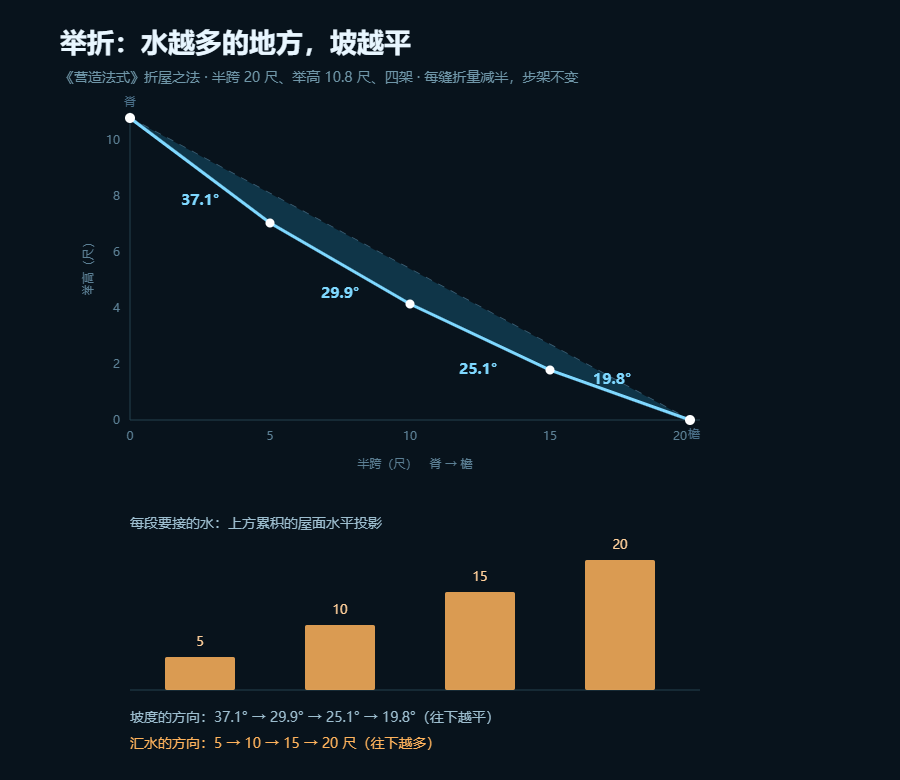 举折：水越多的地方，坡越平
《营造法式》折屋之法 · 半跨 20 尺、举高 10.8 尺、四架 · 每缝折量减半，步架不变
脊
10
8
6
4
2
0
举高（尺）
37.1°
29.9°
25.1°
19.8°
0
5
10
15
20
檐
半跨（尺） 脊 → 檐
每段要接的水：上方累积的屋面水平投影
5
10
15
20
坡度的方向：37.1° → 29.9° → 25.1° → 19.8°（往下越平）
汇水的方向：5 → 10 → 15 → 20 尺（往下越多）